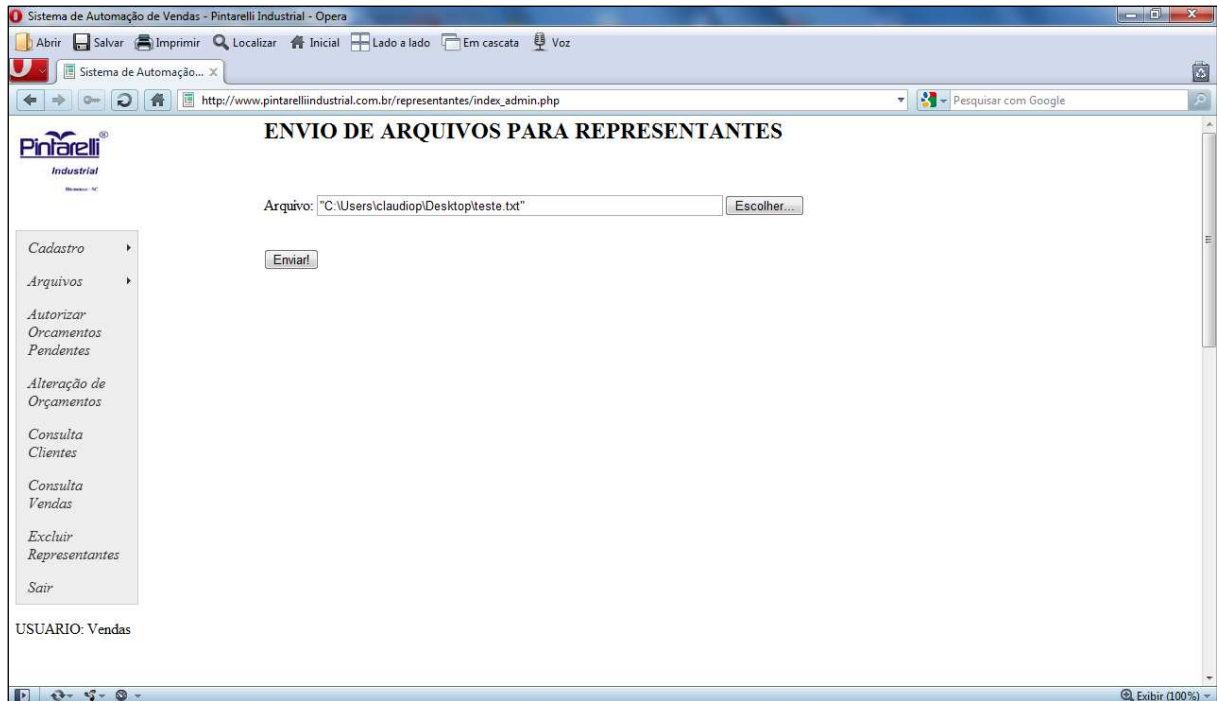 Sistema de Automação de Vendas - Pintarelli Industrial - Opera
Abrir Salvar Imprimir Localizar Inicial Lado a lado Em cascata Voz
Sistema de Automação...
http://www.pintarelliindustrial.com.br/representantes/index_admin.php Pesquisar com Google
Pintarelli®
Industrial
ENVIO DE ARQUIVOS PARA REPRESENTANTES
Arquivo: "C:\Users\claudiop\Desktop\teste.txt" Escolher...
Enviar!
Cadastro
Arquivos
Autorizar
Orcamentos
Pendentes
Alteração de
Orçamentos
Consulta
Clientes
Consulta
Vendas
Excluir
Representantes
Sair
USUARIO: Vendas
Exibir (100%)